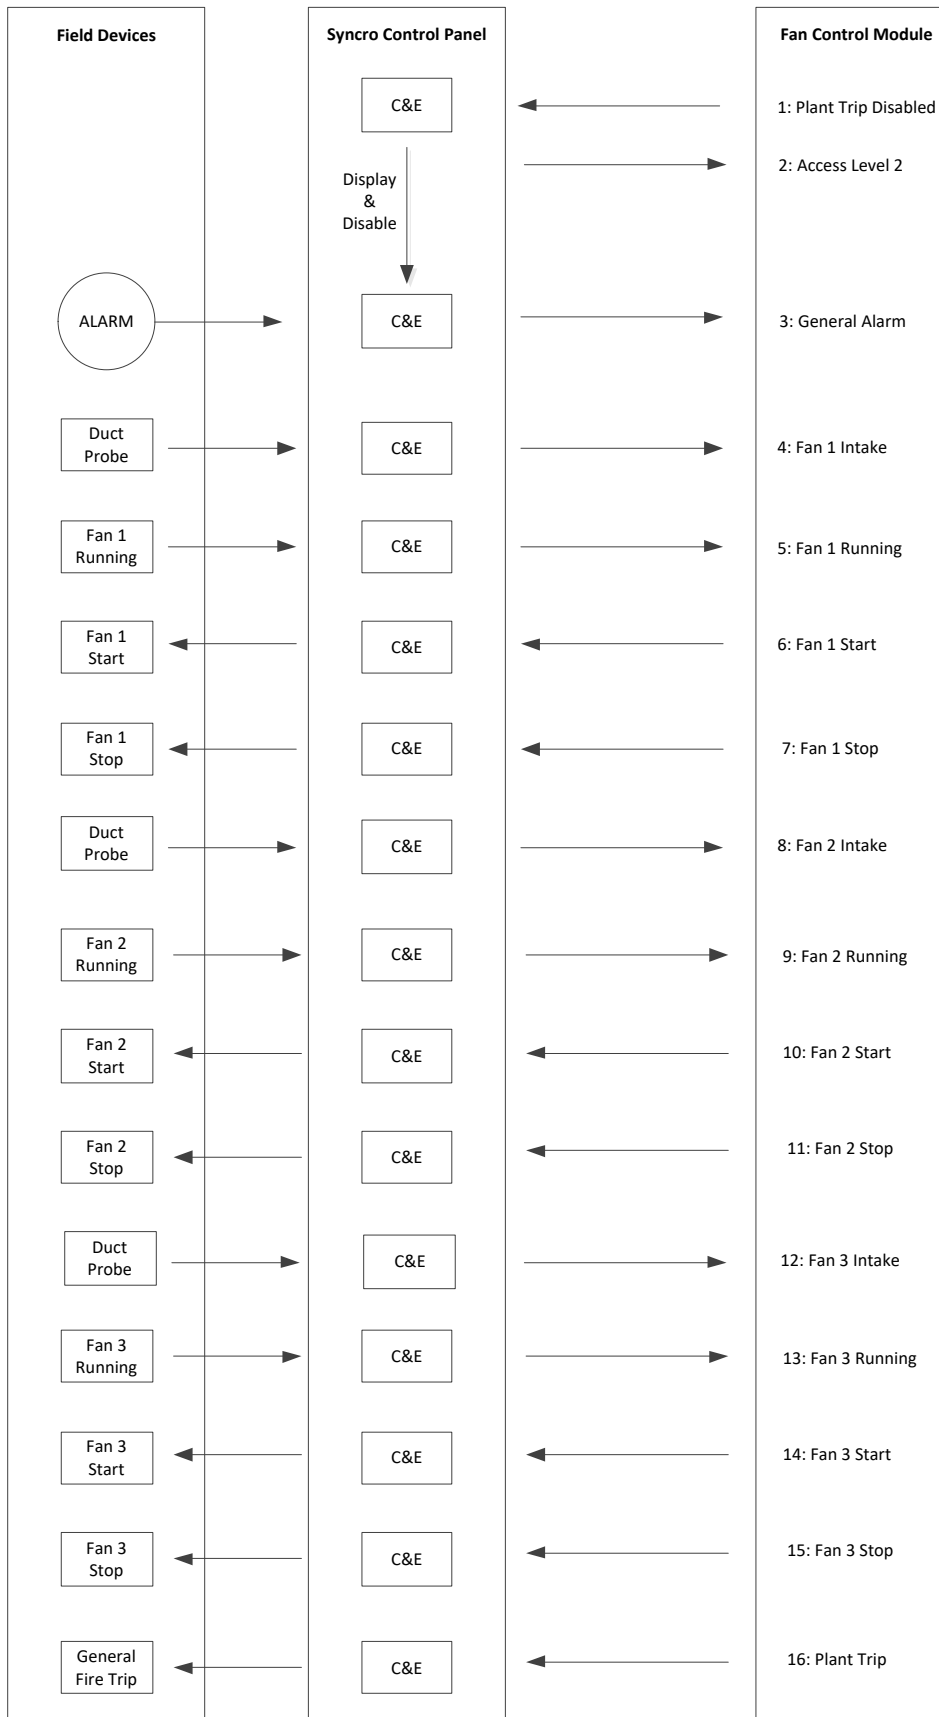 Field Devices
Syncro Control Panel
Fan Control Module
C&E
1: Plant Trip Disabled
2: Access Level 2
Display
&
Disable
ALARM
C&E
3: General Alarm
Duct
Probe
C&E
4: Fan 1 Intake
Fan 1
Running
C&E
5: Fan 1 Running
Fan 1
Start
C&E
6: Fan 1 Start
Fan 1
Stop
C&E
7: Fan 1 Stop
Duct
Probe
C&E
8: Fan 2 Intake
Fan 2
Running
C&E
9: Fan 2 Running
Fan 2
Start
C&E
10: Fan 2 Start
Fan 2
Stop
C&E
11: Fan 2 Stop
Duct
Probe
C&E
12: Fan 3 Intake
Fan 3
Running
C&E
13: Fan 3 Running
Fan 3
Start
C&E
14: Fan 3 Start
Fan 3
Stop
C&E
15: Fan 3 Stop
General
Fire Trip
C&E
16: Plant Trip